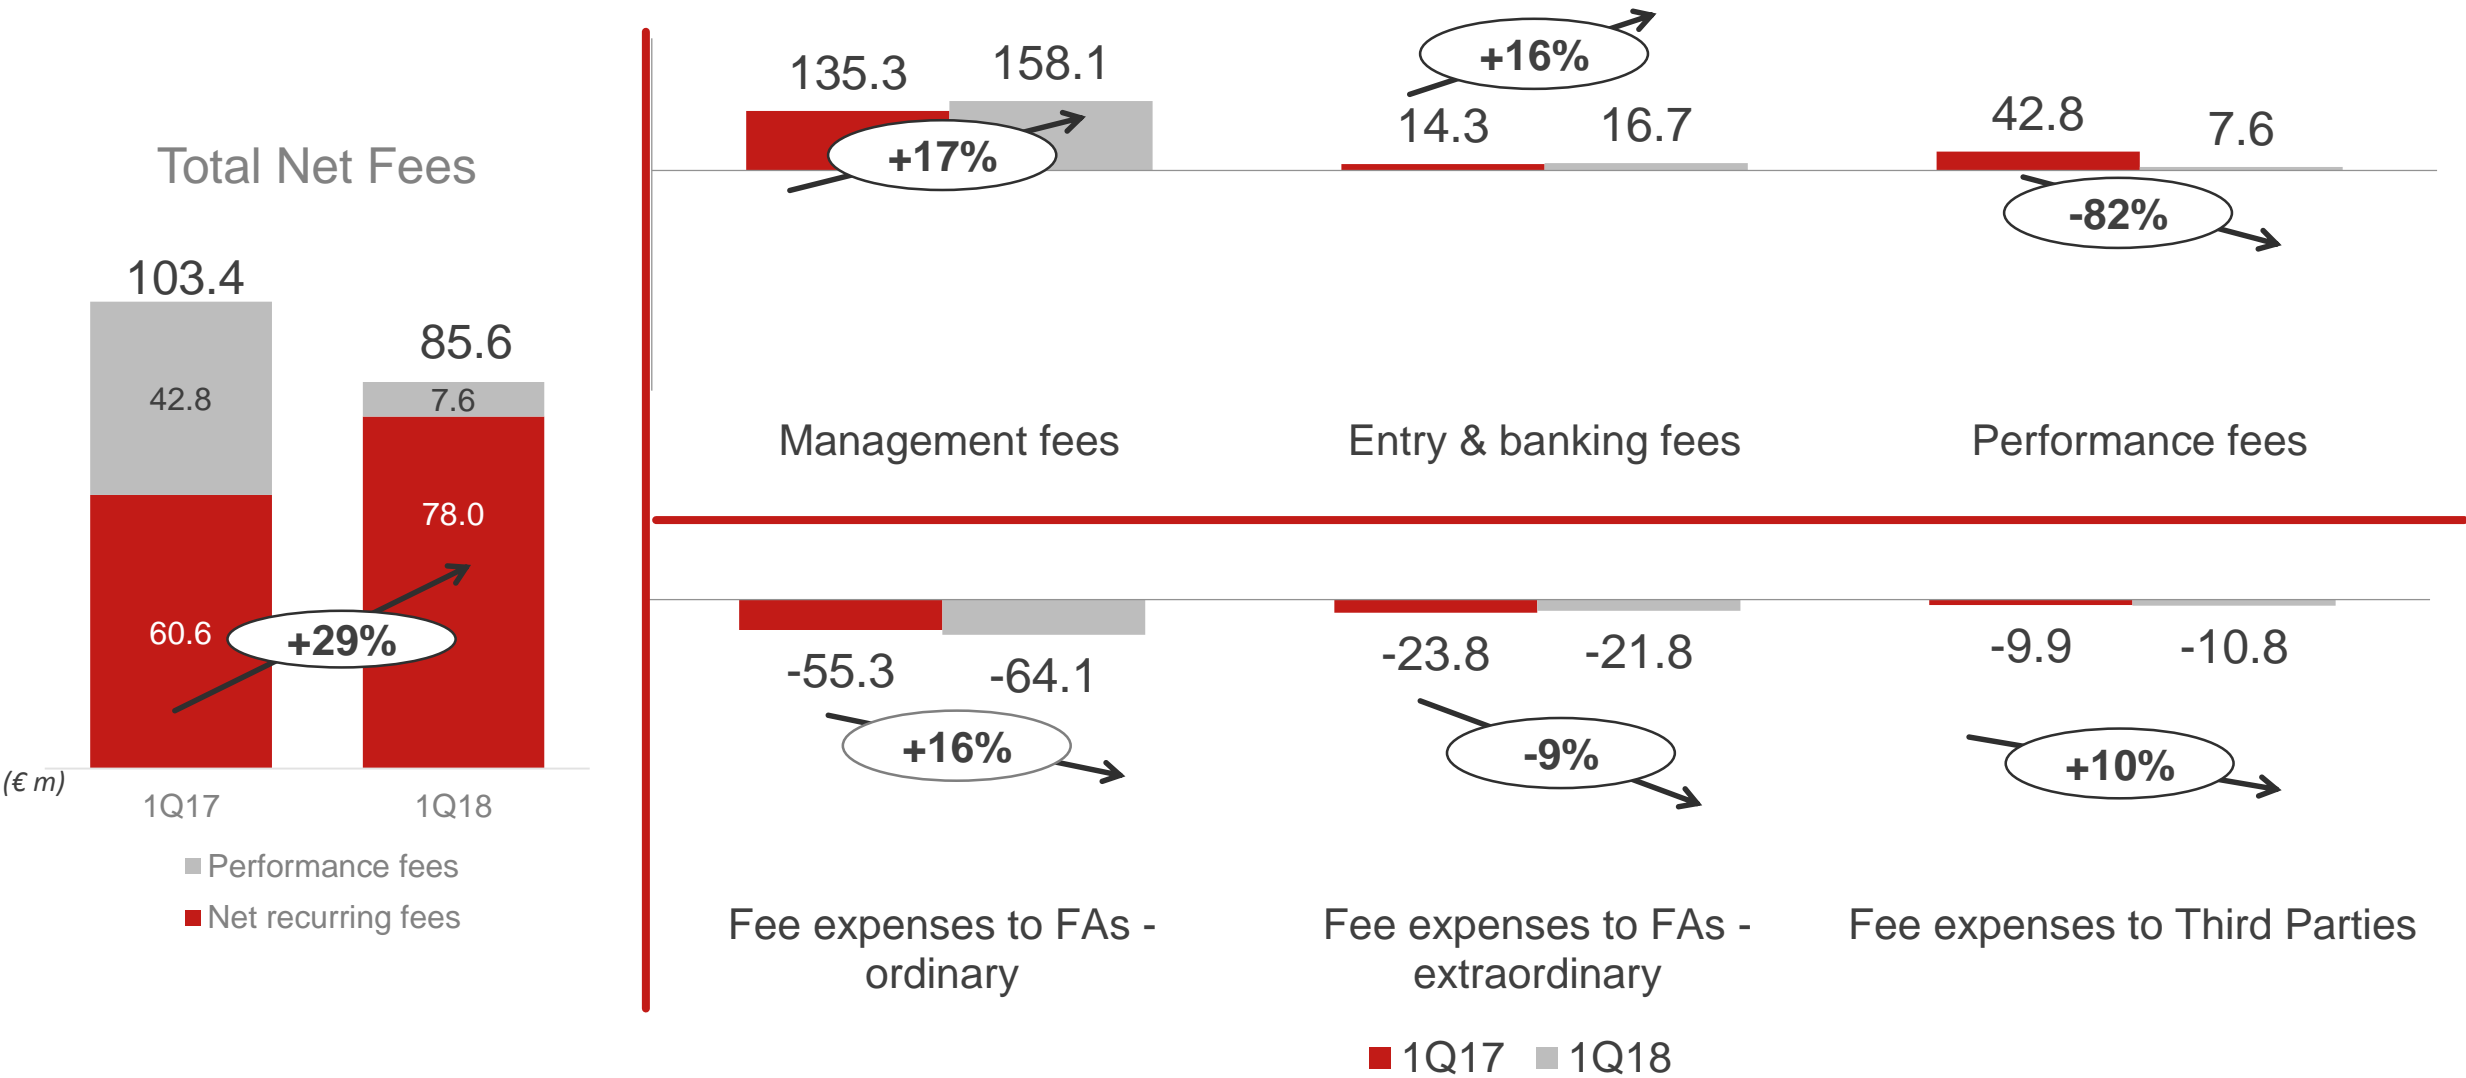 Total Net Fees
103.4
85.6
42.8
7.6
78.0
60.6
+29%
(€ m)
1Q17
1Q18
Performance fees
Net recurring fees
135.3
158.1
+17%
+16%
14.3
16.7
42.8
7.6
-82%
Management fees
Entry & banking fees
Performance fees
-55.3
-64.1
+16%
-23.8
-21.8
-9%
-9.9
-10.8
+10%
Fee expenses to FAs -
ordinary
Fee expenses to FAs -
extraordinary
Fee expenses to Third Parties
1Q17
1Q18